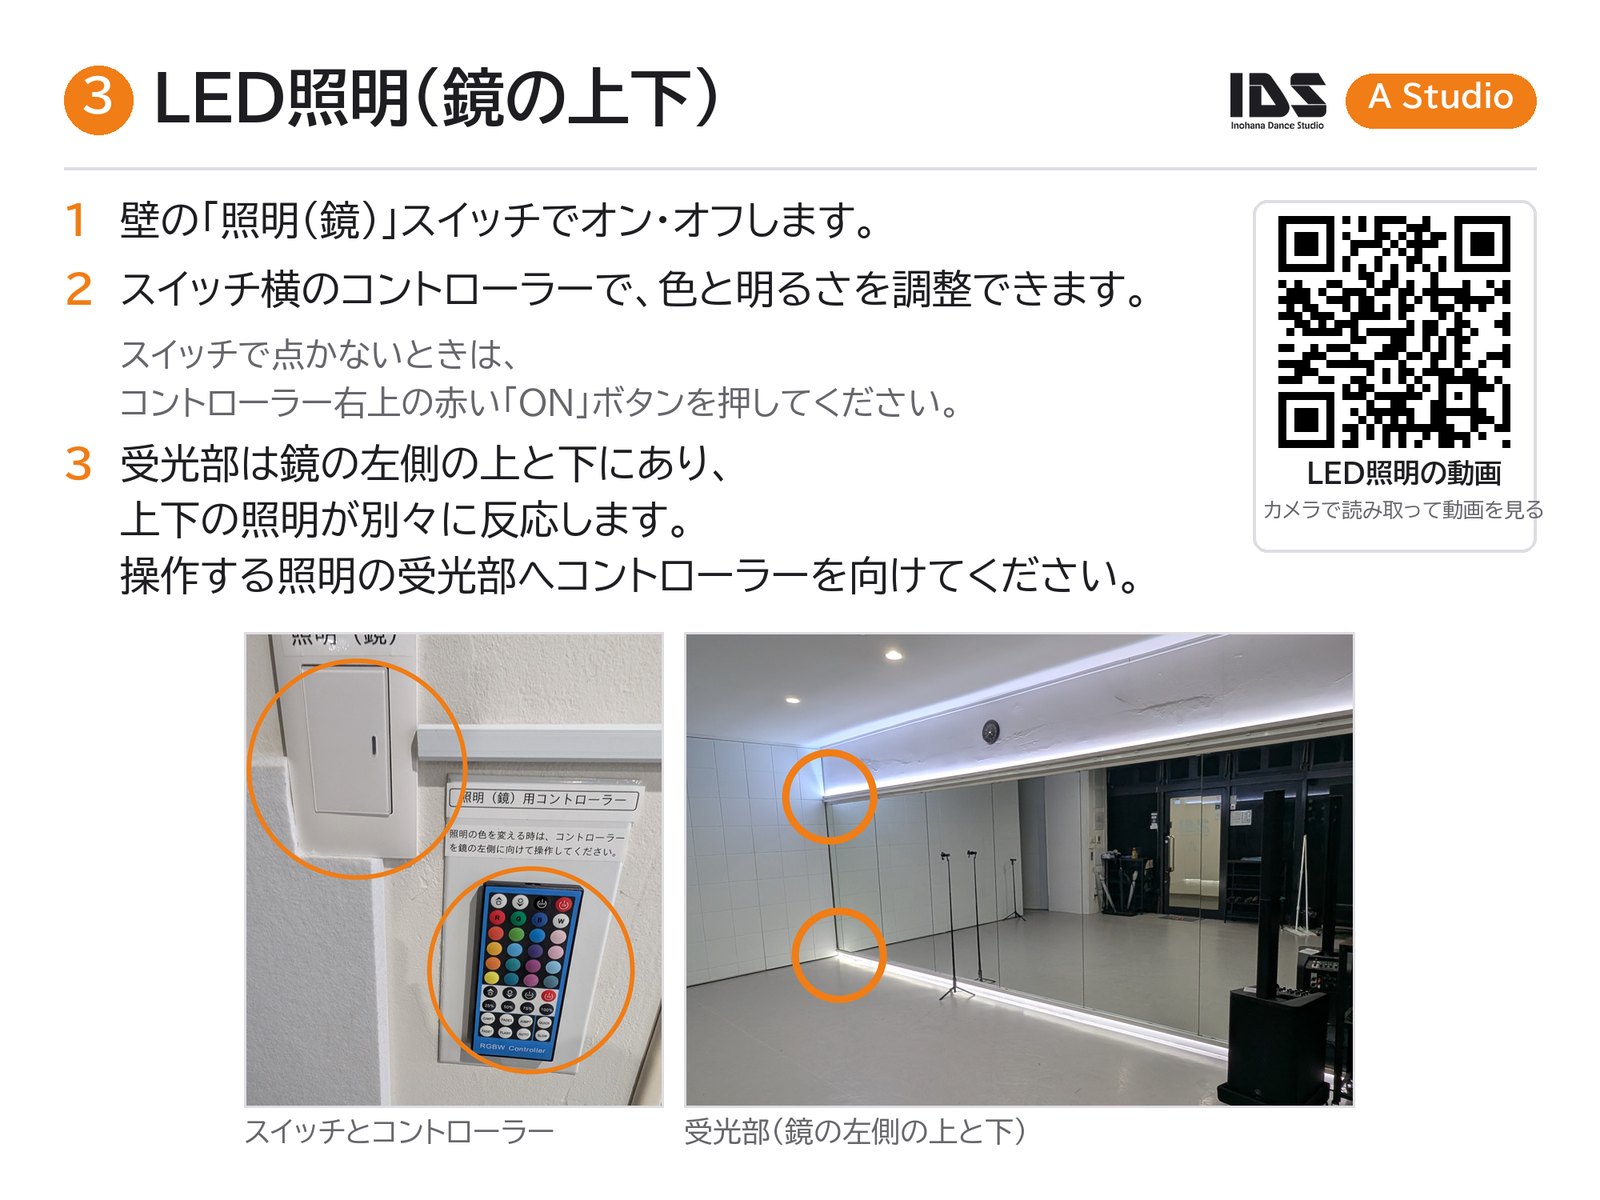 3 LED照明(鏡の上下)
IDS
Inohana Dance Studio
A Studio
1 壁の「照明(鏡)」スイッチでオン・オフします。
2 スイッチ横のコントローラーで、色と明るさを調整できます。
スイッチで点かないときは、
コントローラー右上の赤い「ON」ボタンを押してください。
3 受光部は鏡の左側の上と下にあり、
上下の照明が別々に反応します。
操作する照明の受光部へコントローラーを向けてください。
LED照明の動画
カメラで読み取って動画を見る
照明(鏡)
照明(鏡)用コントローラー
照明の色を変える時は、コントローラー
を鏡の左側に向けて操作してください。
R G B W
25% 50% 75% 100%
RGBW Controller
スイッチとコントローラー
受光部(鏡の左側の上と下)